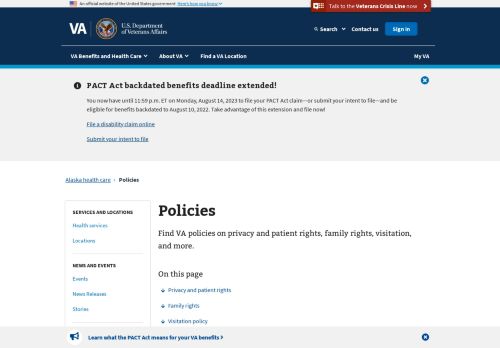 An official website of the United States government Here's how you know
Talk to the Veterans Crisis Line now
VA
U.S. Department
of Veterans Affairs
Search
Contact us
Sign in
VA Benefits and Health Care
About VA
Find a VA Location
My VA
PACT Act backdated benefits deadline extended!
You now have until 11:59 p.m. ET on Monday, August 14, 2023 to file your PACT Act claim—or submit your intent to file—and be
eligible for benefits backdated to August 10, 2022. Take advantage of this extension and file now!
File a disability claim online
Submit your intent to file
Alaska health care › Policies
SERVICES AND LOCATIONS
Health services
Locations
NEWS AND EVENTS
Events
News Releases
Stories
Policies
Find VA policies on privacy and patient rights, family rights, visitation,
and more.
On this page
Privacy and patient rights
Family rights
Visitation policy
Learn what the PACT Act means for your VA benefits